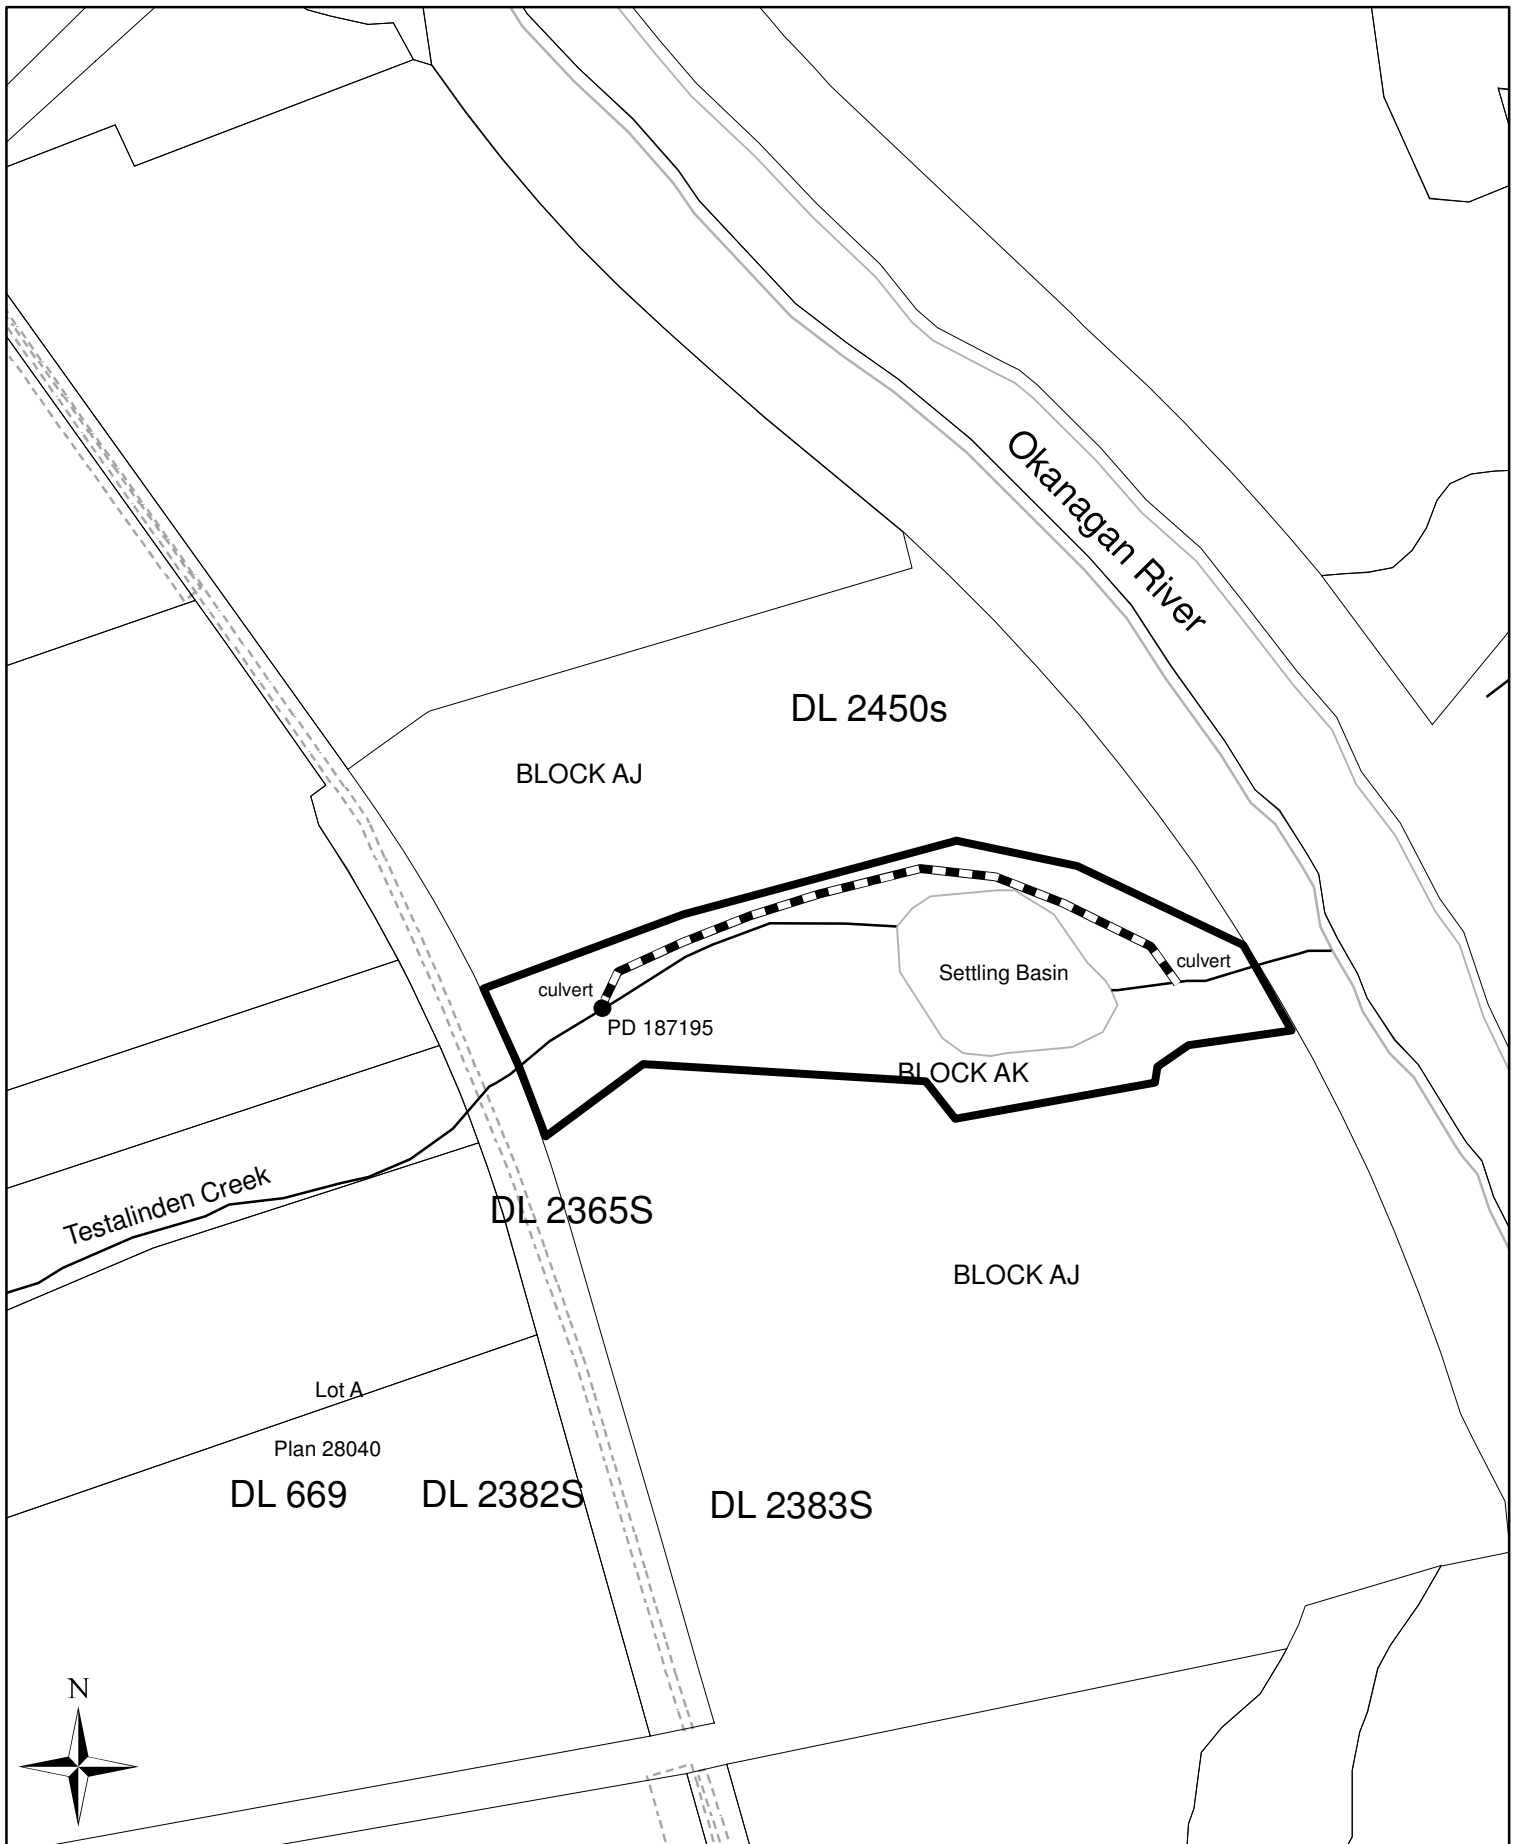 Okanagan River
DL 2450s
BLOCK AJ
culvert
Settling Basin
culvert
PD 187195
BLOCK AK
Testalinden Creek
DL 2365S
BLOCK AJ
Lot A
Plan 28040
DL 669
DL 2382S
DL 2383S
N